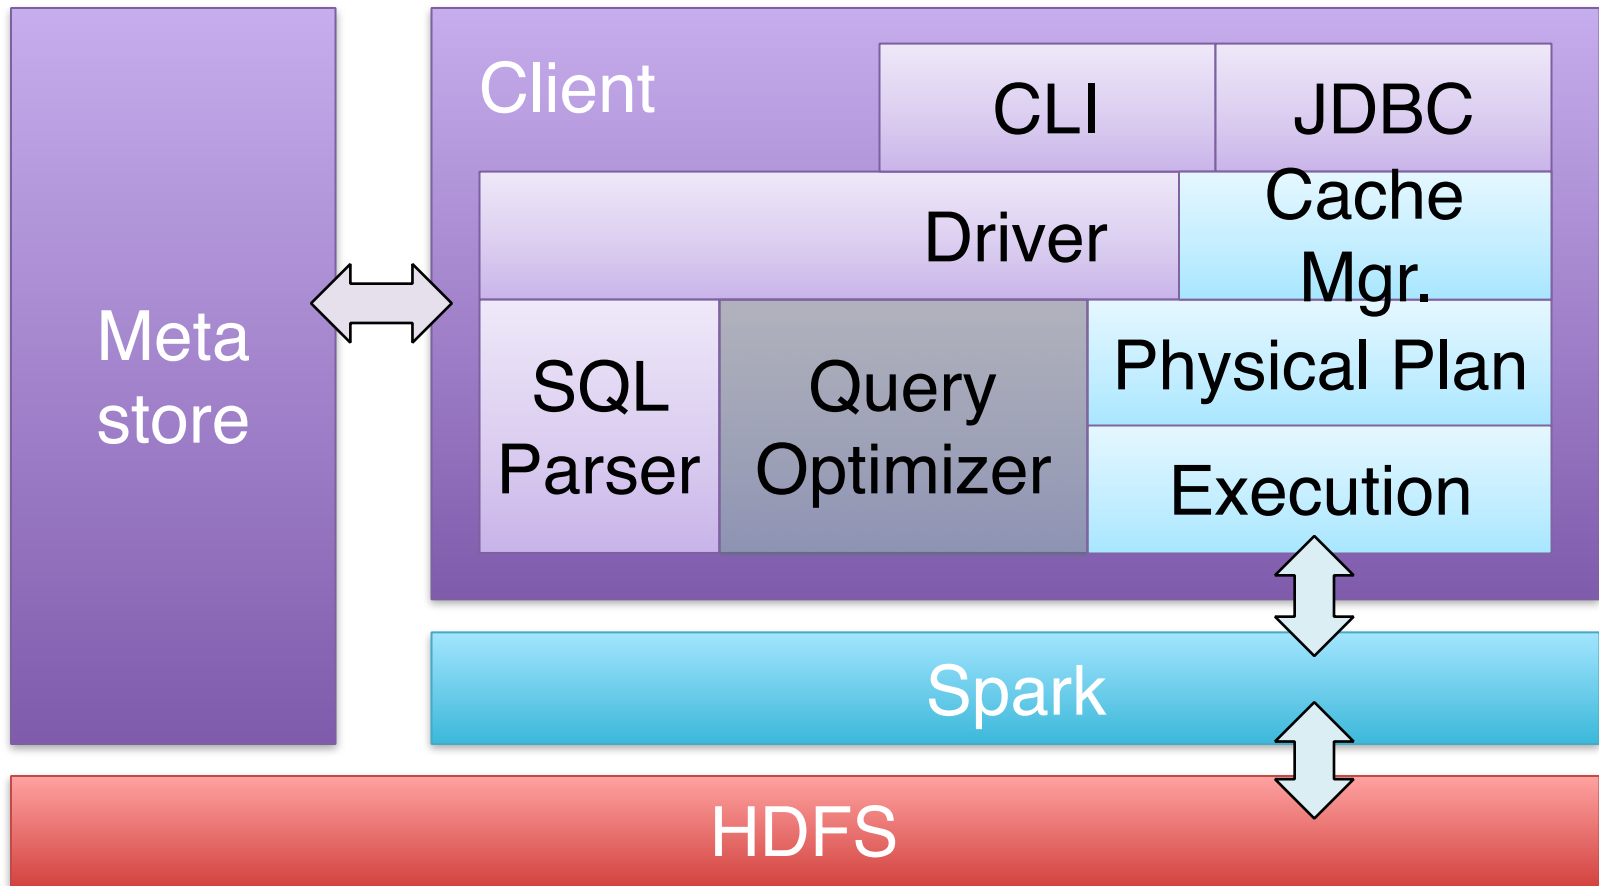 Client
CLI
JDBC
Cache
Mgr.
Driver
Meta
store
SQL
Parser
Query
Optimizer
Physical Plan
Execution
Spark
HDFS